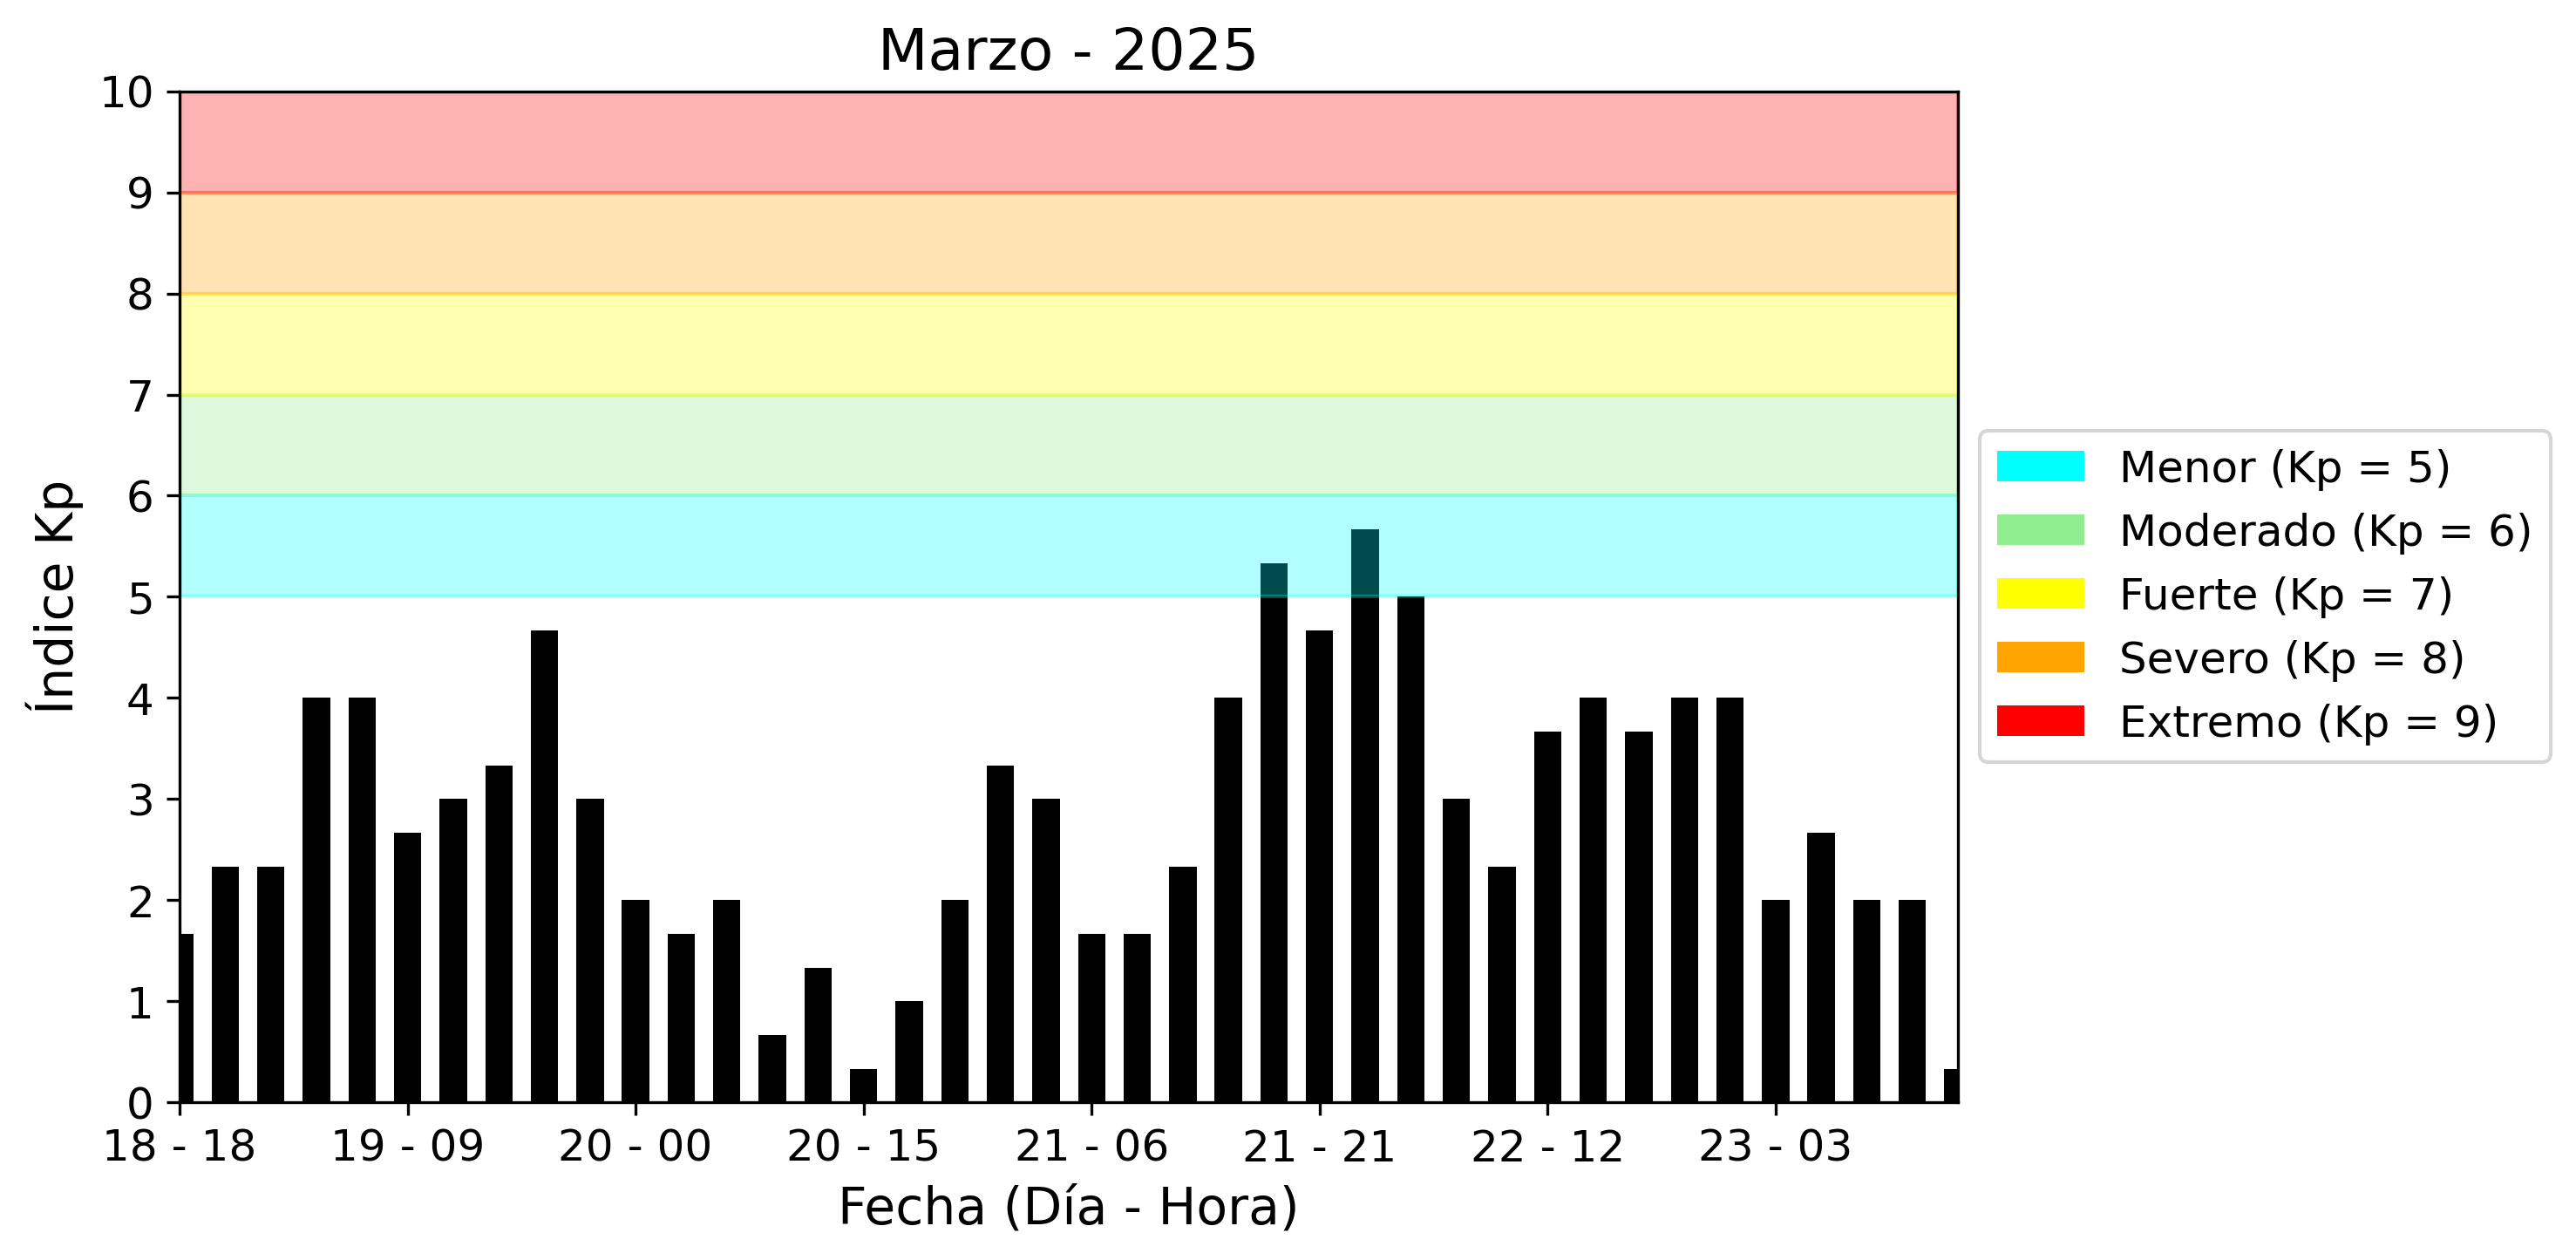 Marzo - 2025
Índice Kp
10
9
8
7
6
5
4
3
2
1
0
18 - 18
19 - 09
20 - 00
20 - 15
21 - 06
21 - 21
22 - 12
23 - 03
Fecha (Día - Hora)
Menor (Kp = 5)
Moderado (Kp = 6)
Fuerte (Kp = 7)
Severo (Kp = 8)
Extremo (Kp = 9)